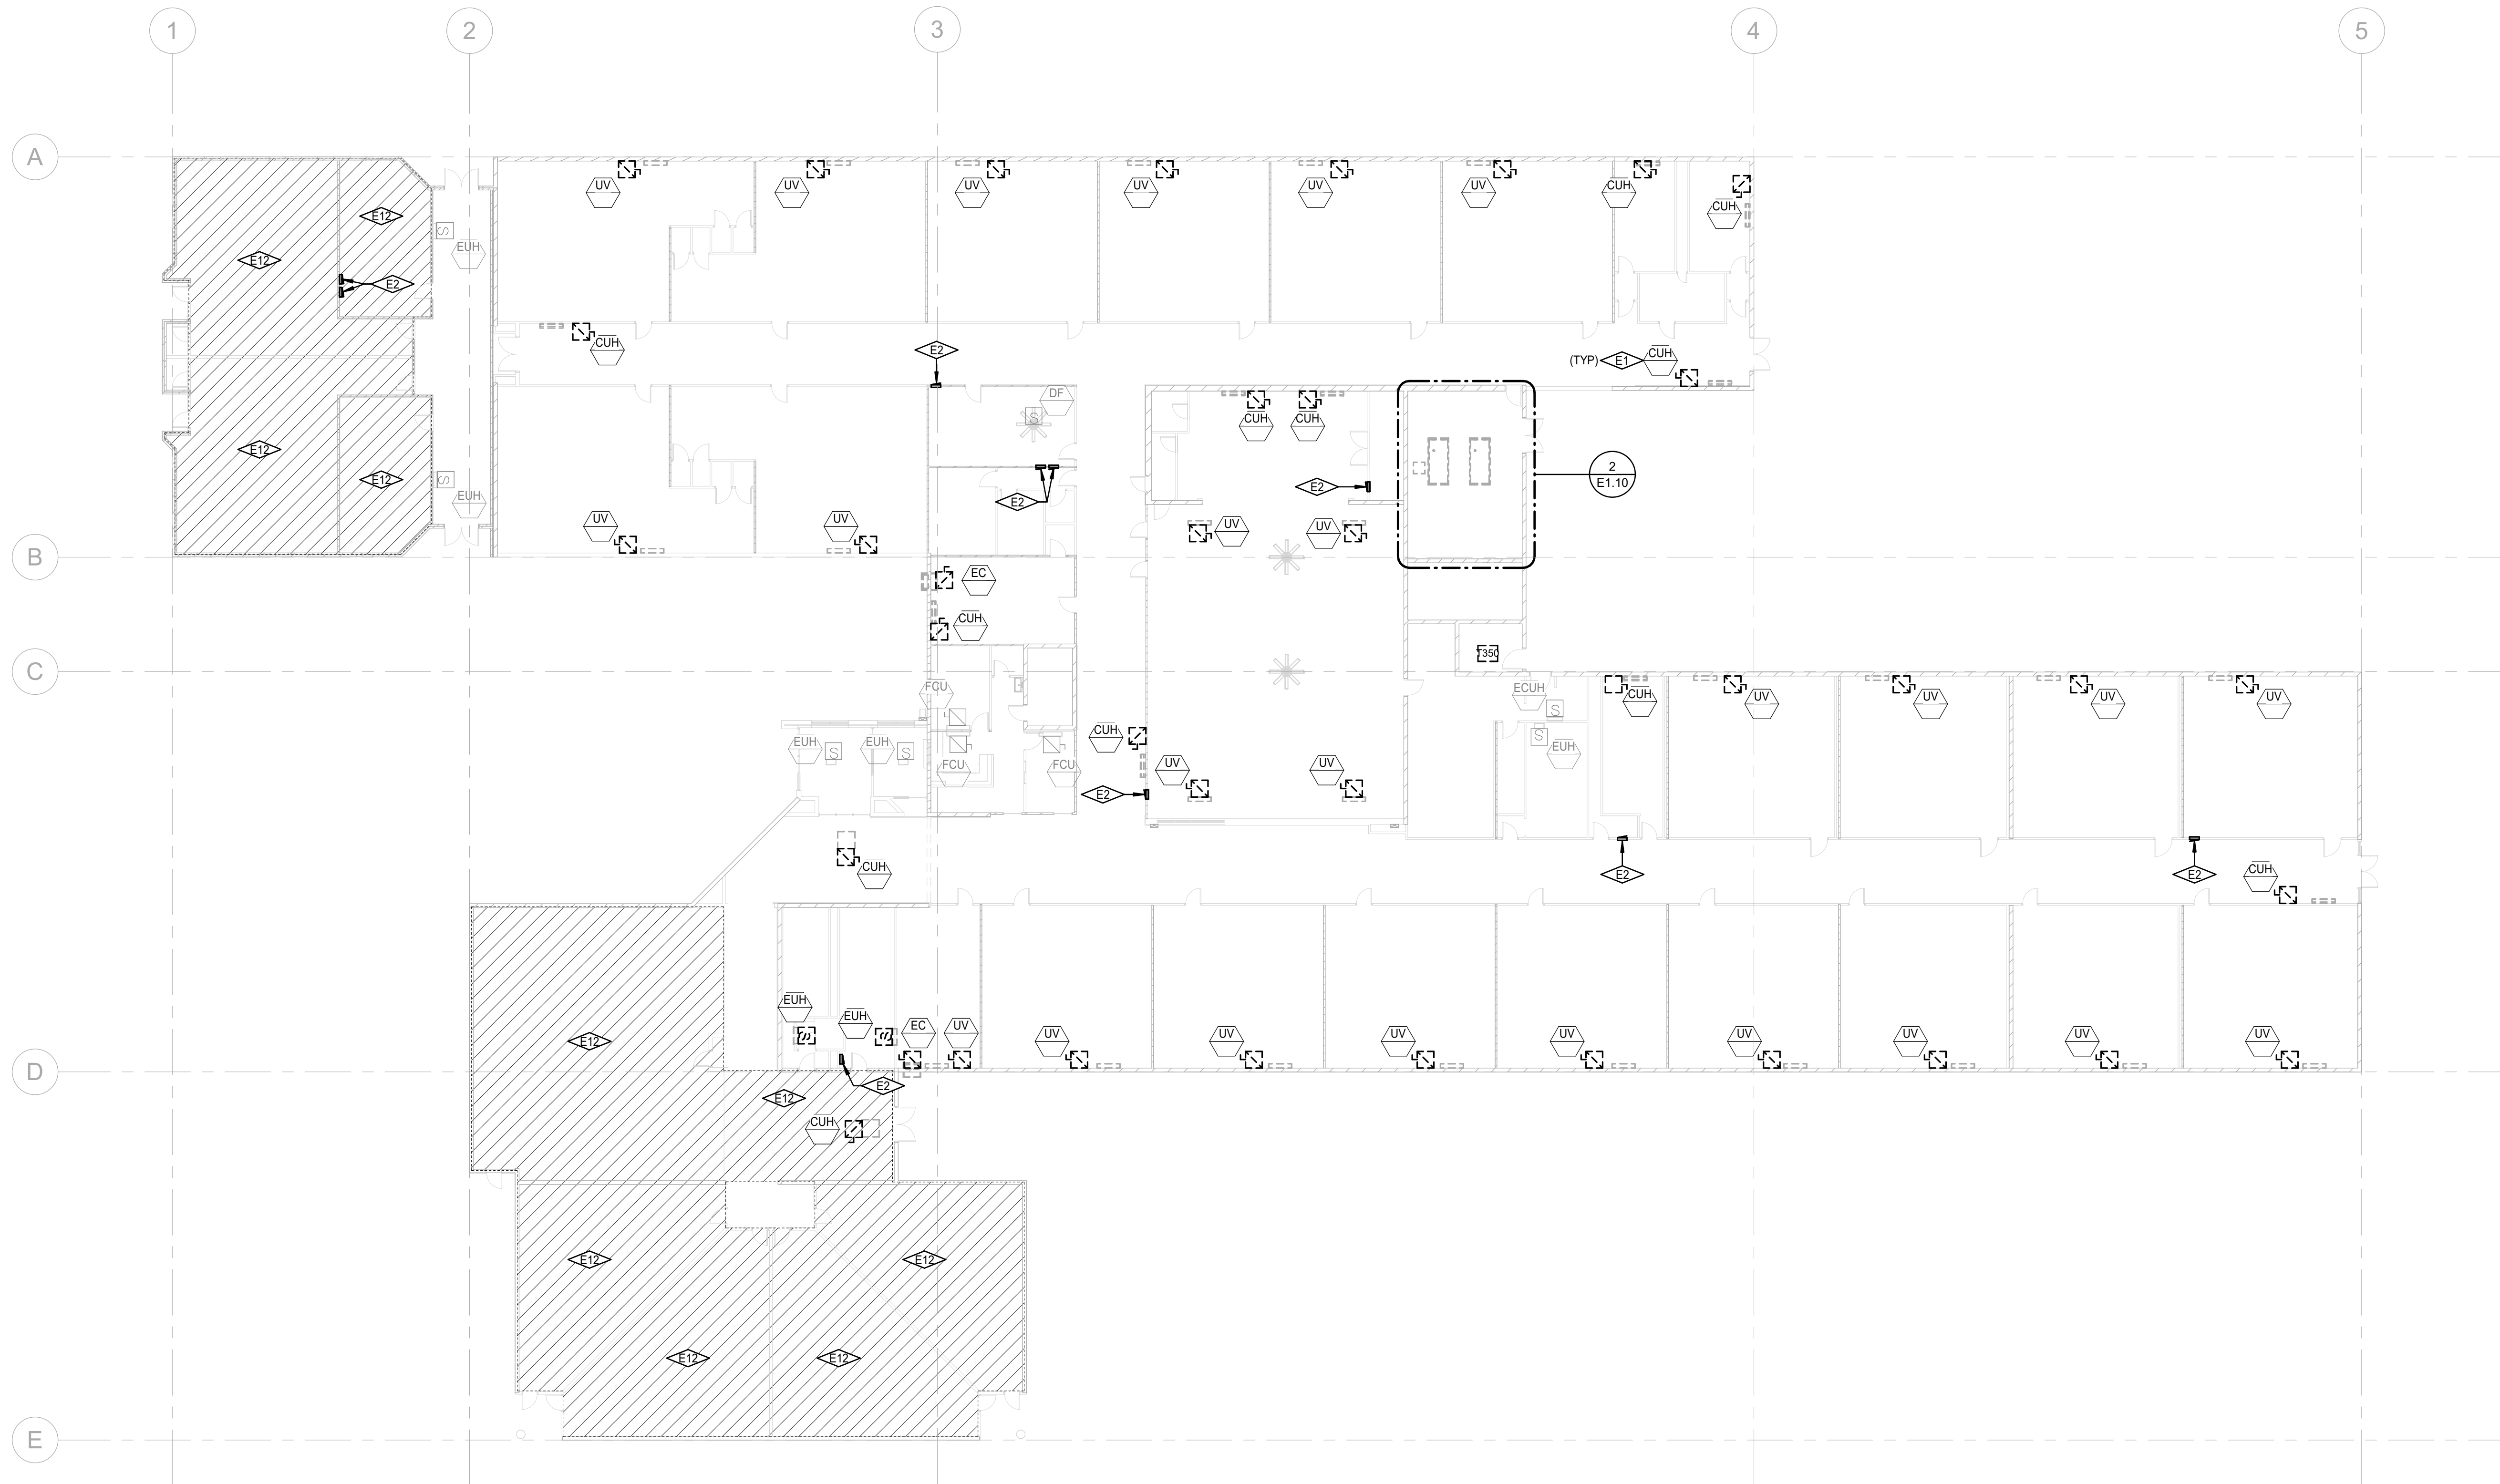 1 2 3 4 5
A
UV UV UV UV UV UV CUH
CUH
E12
S EUH
E12
E2
CUH
E2
(TYP) E1 CUH
DF
S
CUH CUH
E12
E12
S EUH
E2
E2
2
E1.10
UV UV UV UV
B
EC
CUH
T350
C
FCU
ECUH
S
CUH
UV UV UV UV
EUH S EUH S
FCU FCU
CUH
S EUH
UV UV
E2
CUH
E2 E2
CUH
EUH
EUH
EC UV UV UV UV UV UV UV UV UV
E12
D
E2
E12
CUH
E12 E12
E12 E12
E